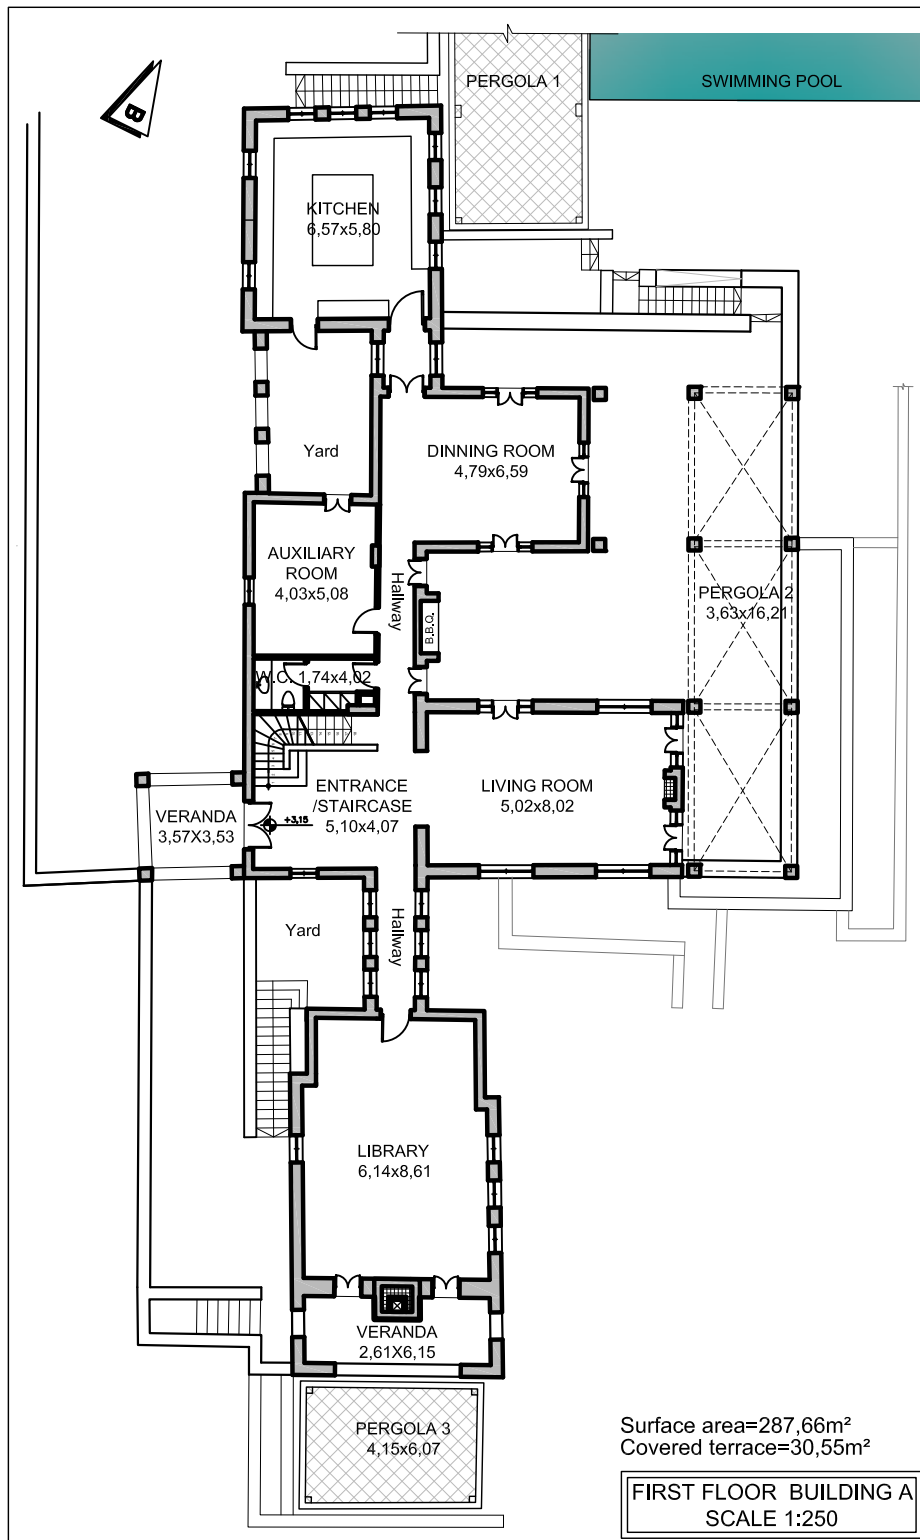 PERGOLA 1
SWIMMING POOL
B
KITCHEN
6,57x5,80
Yard
DINNING ROOM
4,79x6,59
AUXILIARY
ROOM
4,03x5,08
Hallway
B.B.Q.
PERGOLA 2
3,63x16,21
W.C. 1,74x4,02
ENTRANCE
/STAIRCASE
5,10x4,07
LIVING ROOM
5,02x8,02
VERANDA
3,57X3,53
+3,15
Yard
Hallway
LIBRARY
6,14x8,61
VERANDA
2,61X6,15
PERGOLA 3
4,15x6,07
Surface area=287,66m²
Covered terrace=30,55m²
FIRST FLOOR BUILDING A
SCALE 1:250